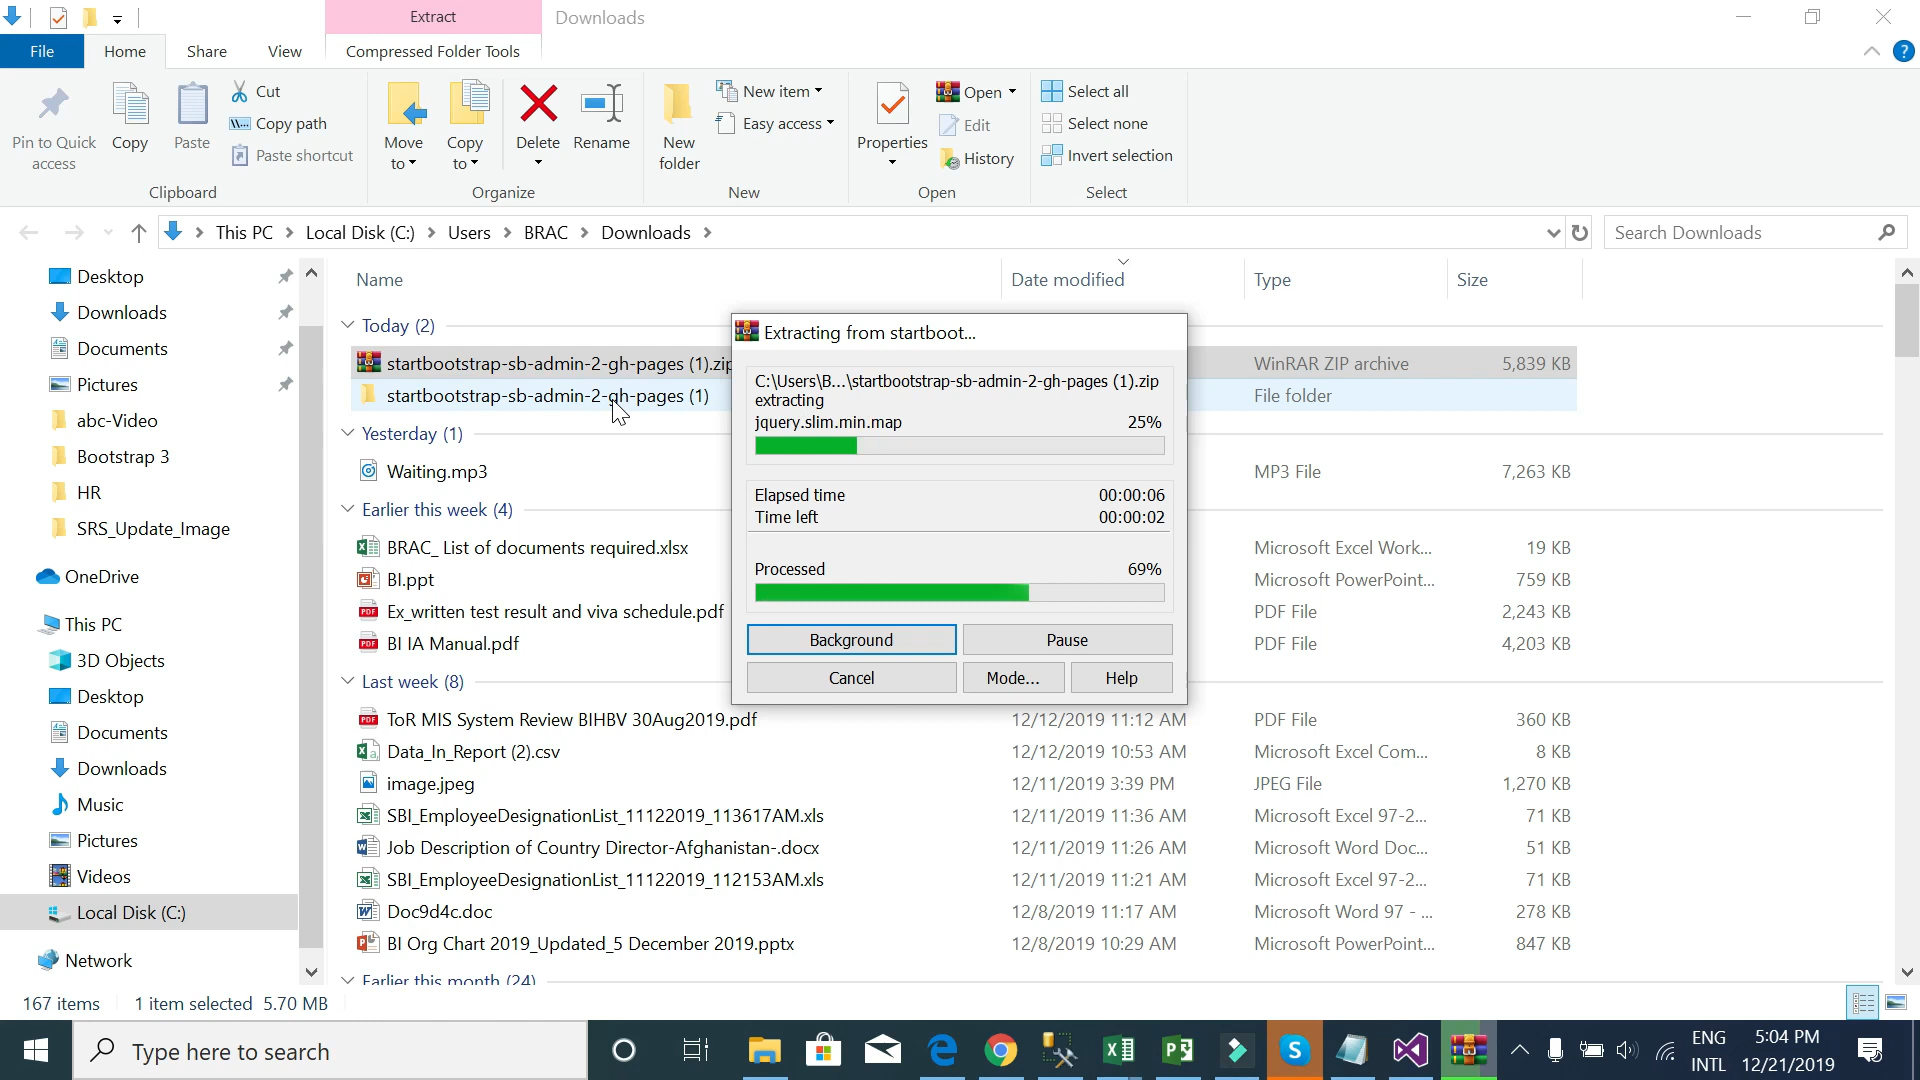 Extract
Downloads
File
Home
Share
View
Compressed Folder Tools
Pin to Quick access
Copy
Paste
Cut
Copy path
Paste shortcut
Clipboard
Move to
Copy to
Delete
Rename
Organize
New folder
New item
Easy access
New
Properties
Open
Edit
History
Open
Select all
Select none
Invert selection
Select
This PC
Local Disk (C:)
Users
BRAC
Downloads
Search Downloads
Desktop
Downloads
Documents
Pictures
abc-Video
Bootstrap 3
HR
SRS_Update_Image
OneDrive
This PC
3D Objects
Desktop
Documents
Downloads
Music
Pictures
Videos
Local Disk (C:)
Network
Name Date modified Type Size
Today (2)
startbootstrap-sb-admin-2-gh-pages (1).zip WinRAR ZIP archive 5,839 KB
startbootstrap-sb-admin-2-gh-pages (1) File folder
Yesterday (1)
Waiting.mp3 MP3 File 7,263 KB
Earlier this week (4)
BRAC_ List of documents required.xlsx Microsoft Excel Work... 19 KB
BI.ppt Microsoft PowerPoint... 759 KB
Ex_written test result and viva schedule.pdf PDF File 2,243 KB
BI IA Manual.pdf PDF File 4,203 KB
Last week (8)
ToR MIS System Review BIHBV 30Aug2019.pdf 12/12/2019 11:12 AM PDF File 360 KB
Data_In_Report (2).csv 12/12/2019 10:53 AM Microsoft Excel Com... 8 KB
image.jpeg 12/11/2019 3:39 PM JPEG File 1,270 KB
SBI_EmployeeDesignationList_11122019_113617AM.xls 12/11/2019 11:36 AM Microsoft Excel 97-2... 71 KB
Job Description of Country Director-Afghanistan-.docx 12/11/2019 11:26 AM Microsoft Word Doc... 51 KB
SBI_EmployeeDesignationList_11122019_112153AM.xls 12/11/2019 11:21 AM Microsoft Excel 97-2... 71 KB
Doc9d4c.doc 12/8/2019 11:17 AM Microsoft Word 97 - ... 278 KB
BI Org Chart 2019_Updated_5 December 2019.pptx 12/8/2019 10:29 AM Microsoft PowerPoint... 847 KB
Earlier this month (24)
Extracting from startboot...
C:\Users\B...\startbootstrap-sb-admin-2-gh-pages (1).zip
extracting
jquery.slim.min.map 25%
Elapsed time 00:00:06
Time left 00:00:02
Processed 69%
Background
Pause
Cancel
Mode...
Help
167 items
1 item selected 5.70 MB
Type here to search
ENG
INTL
5:04 PM
12/21/2019